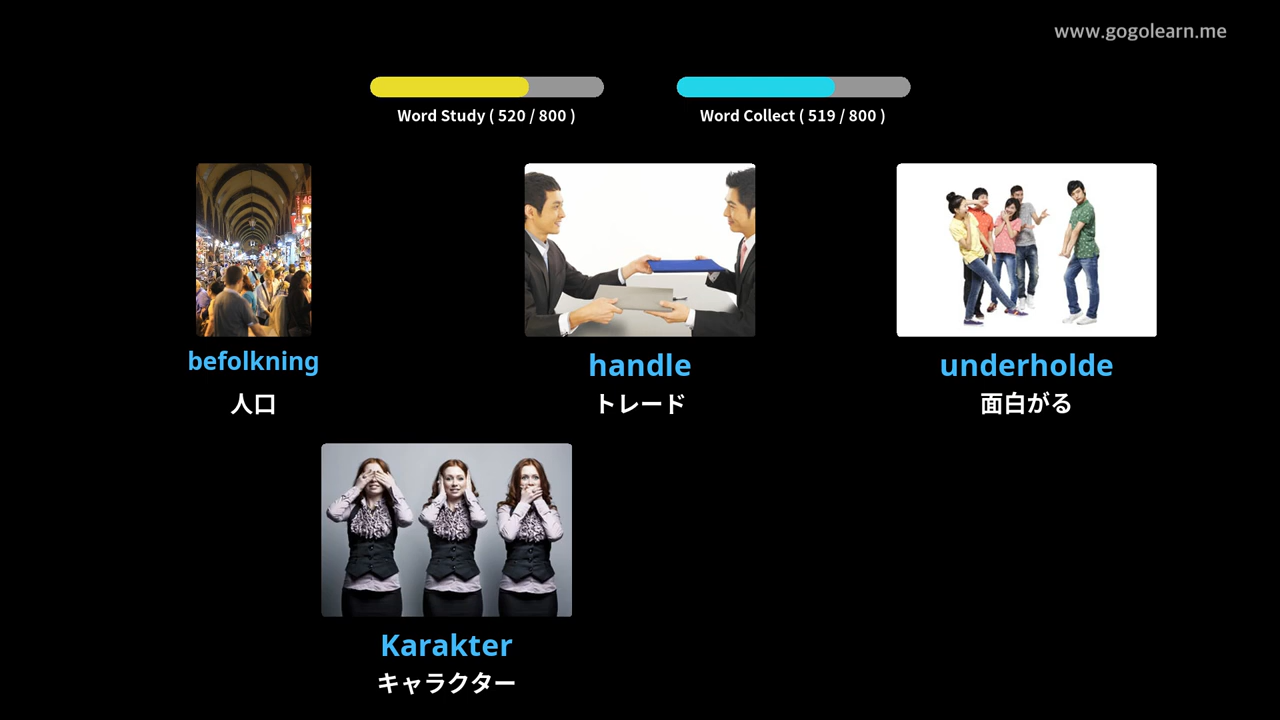 www.gogolearn.me
Word Study ( 520 / 800 )
Word Collect ( 519 / 800 )
befolkning
人口
handle
トレード
underholde
面白がる
Karakter
キャラクター